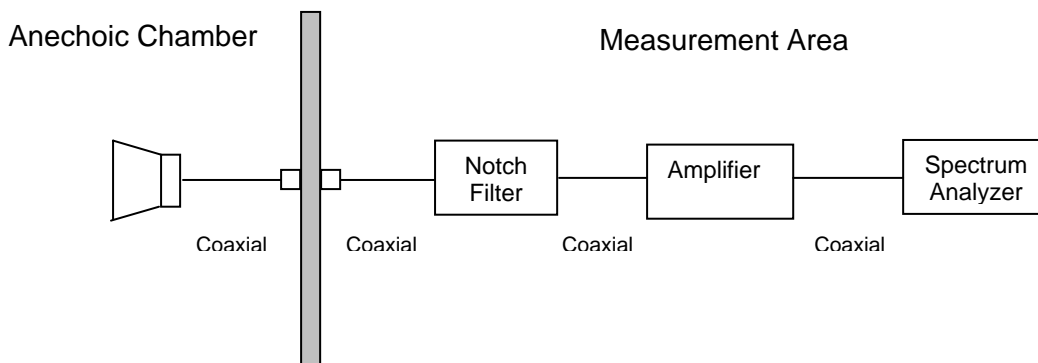 Anechoic Chamber
Measurement Area
Notch
Filter
Amplifier
Spectrum
Analyzer
Coaxial
Coaxial
Coaxial
Coaxial